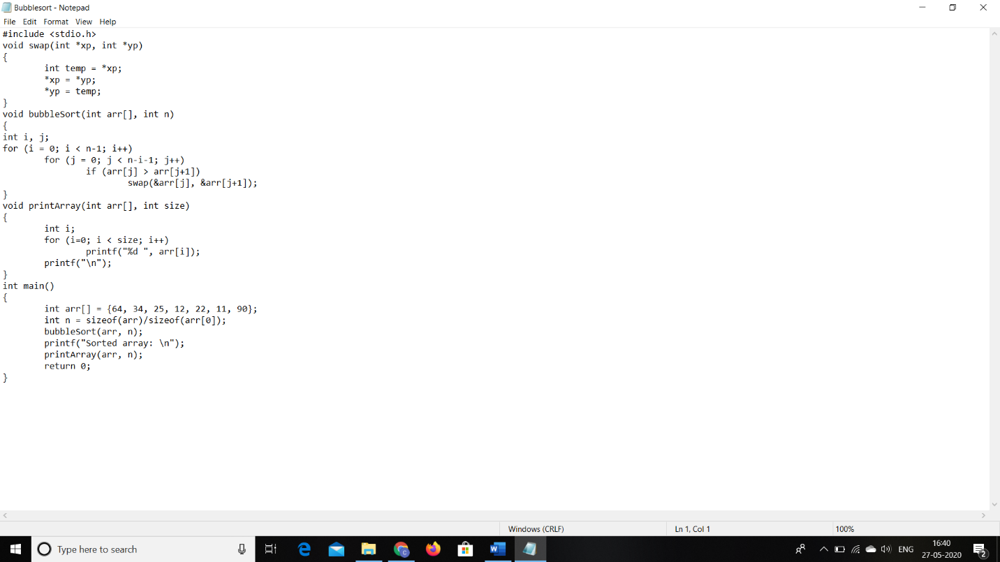 Bubblesort - Notepad
File Edit Format View Help
#include <stdio.h>
void swap(int *xp, int *yp)
{
        int temp = *xp;
        *xp = *yp;
        *yp = temp;
}
void bubbleSort(int arr[], int n)
{
int i, j;
for (i = 0; i < n-1; i++)
        for (j = 0; j < n-i-1; j++)
                if (arr[j] > arr[j+1])
                        swap(&arr[j], &arr[j+1]);
}
void printArray(int arr[], int size)
{
        int i;
        for (i=0; i < size; i++)
                printf("%d ", arr[i]);
        printf("\n");
}
int main()
{
        int arr[] = {64, 34, 25, 12, 22, 11, 90};
        int n = sizeof(arr)/sizeof(arr[0]);
        bubbleSort(arr, n);
        printf("Sorted array: \n");
        printArray(arr, n);
        return 0;
}
Windows (CRLF) Ln 1, Col 1 100%
Type here to search
ENG
16:40
27-05-2020
2